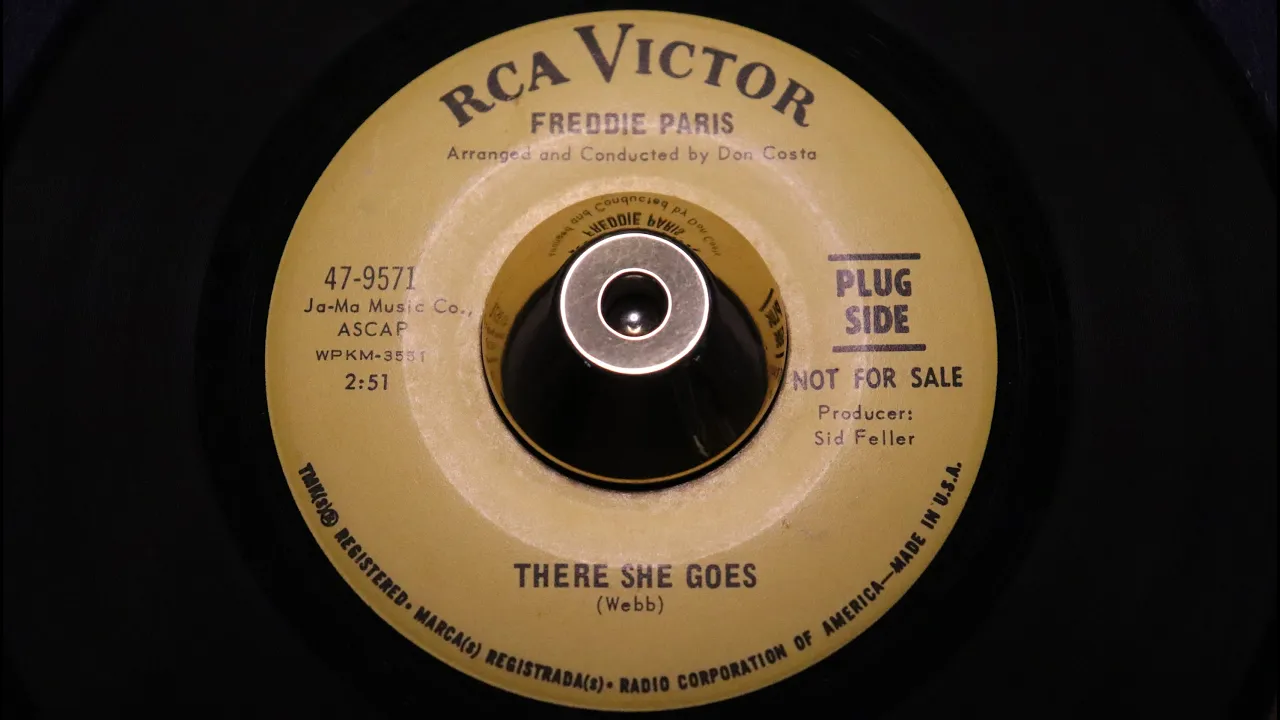 RCA VICTOR
FREDDIE PARIS
Arranged and Conducted by Don Costa
47-9571
Ja-Ma Music Co.,
ASCAP
WPKM-3551
2:51
PLUG
SIDE
NOT FOR SALE
Producer:
Sid Feller
THERE SHE GOES
(Webb)
TMK(s)® REGISTERED • MARCA(s) REGISTRADA(s) • RADIO CORPORATION OF AMERICA—MADE IN U.S.A.